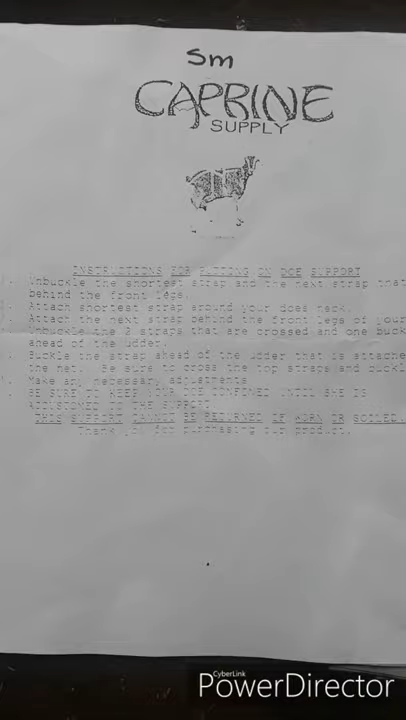 Sm
CAPRINE
SUPPLY
INSTRUCTIONS FOR PUTTING ON DOE SUPPORT
Unbuckle the shortest strap and the next strap that
behind the front legs.
Attach shortest strap around your does neck.
Attach the next strap behind the front legs of your
Unbuckle the 2 straps that are crossed and one buck
ahead of the udder.
Buckle the strap ahead of the udder that is attache
the net. Be sure to cross the top straps and buckl
Make any necessary adjustments
BE SURE TO KEEP YOUR DOE CONFINED UNTIL SHE IS
ADJUSTED TO THE SUPPORT
THIS SUPPORT CANNOT BE RETURNED IF WORN OR SOILED.
Thank you for purchasing our product.
CyberLink
PowerDirector